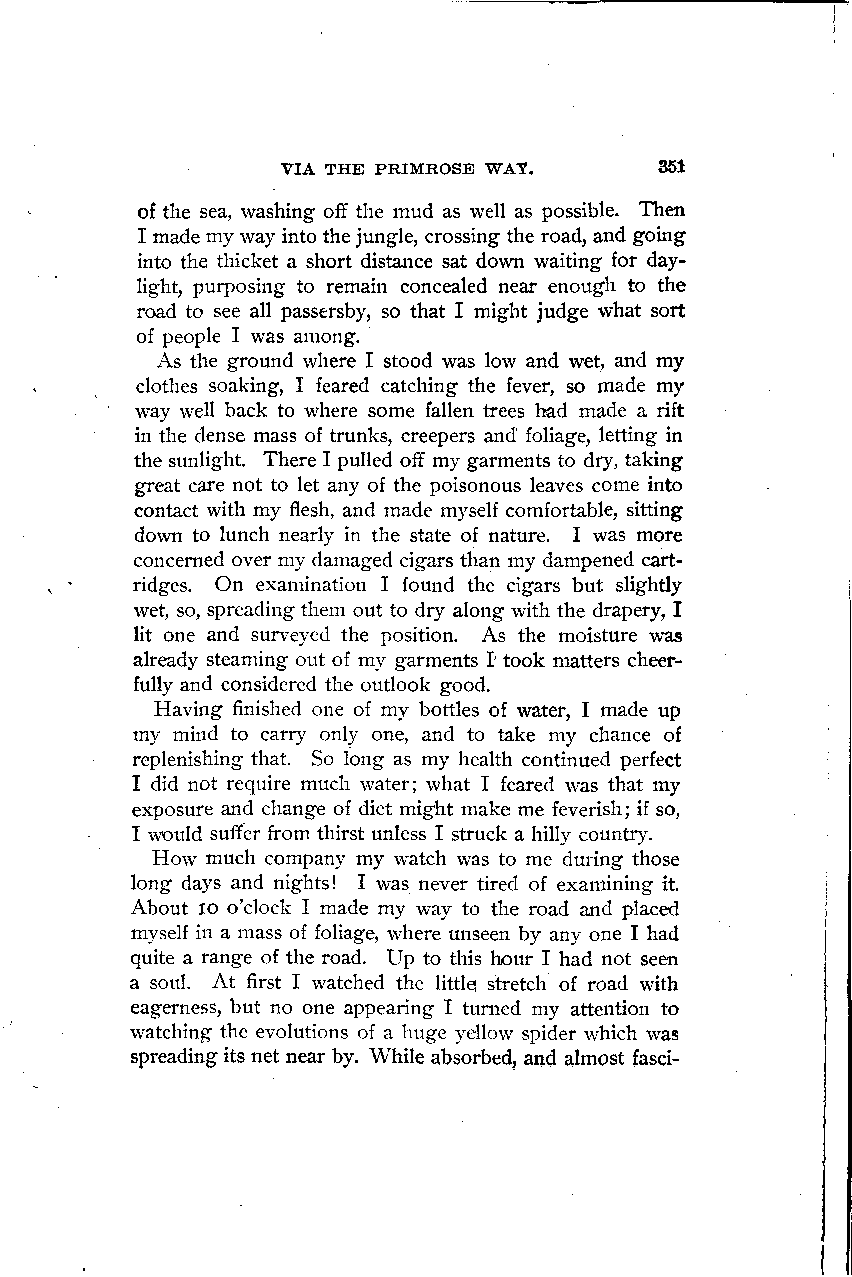 VIA THE PRIMROSE WAY. 351
of the sea, washing off the mud as well as possible. Then
I made my way into the jungle, crossing the road, and going
into the thicket a short distance sat down waiting for day-
light, purposing to remain concealed near enough to the
road to see all passersby, so that I might judge what sort
of people I was among.
As the ground where I stood was low and wet, and my
clothes soaking, I feared catching the fever, so made my
way well back to where some fallen trees had made a rift
in the dense mass of trunks, creepers and foliage, letting in
the sunlight. There I pulled off my garments to dry, taking
great care not to let any of the poisonous leaves come into
contact with my flesh, and made myself comfortable, sitting
down to lunch nearly in the state of nature. I was more
concerned over my damaged cigars than my dampened cart-
ridges. On examination I found the cigars but slightly
wet, so, spreading them out to dry along with the drapery, I
lit one and surveyed the position. As the moisture was
already steaming out of my garments I took matters cheer-
fully and considered the outlook good.
Having finished one of my bottles of water, I made up
my mind to carry only one, and to take my chance of
replenishing that. So long as my health continued perfect
I did not require much water; what I feared was that my
exposure and change of diet might make me feverish; if so,
I would suffer from thirst unless I struck a hilly country.
How much company my watch was to me during those
long days and nights! I was never tired of examining it.
About 10 o'clock I made my way to the road and placed
myself in a mass of foliage, where unseen by any one I had
quite a range of the road. Up to this hour I had not seen
a soul. At first I watched the little stretch of road with
eagerness, but no one appearing I turned my attention to
watching the evolutions of a huge yellow spider which was
spreading its net near by. While absorbed, and almost fasci-